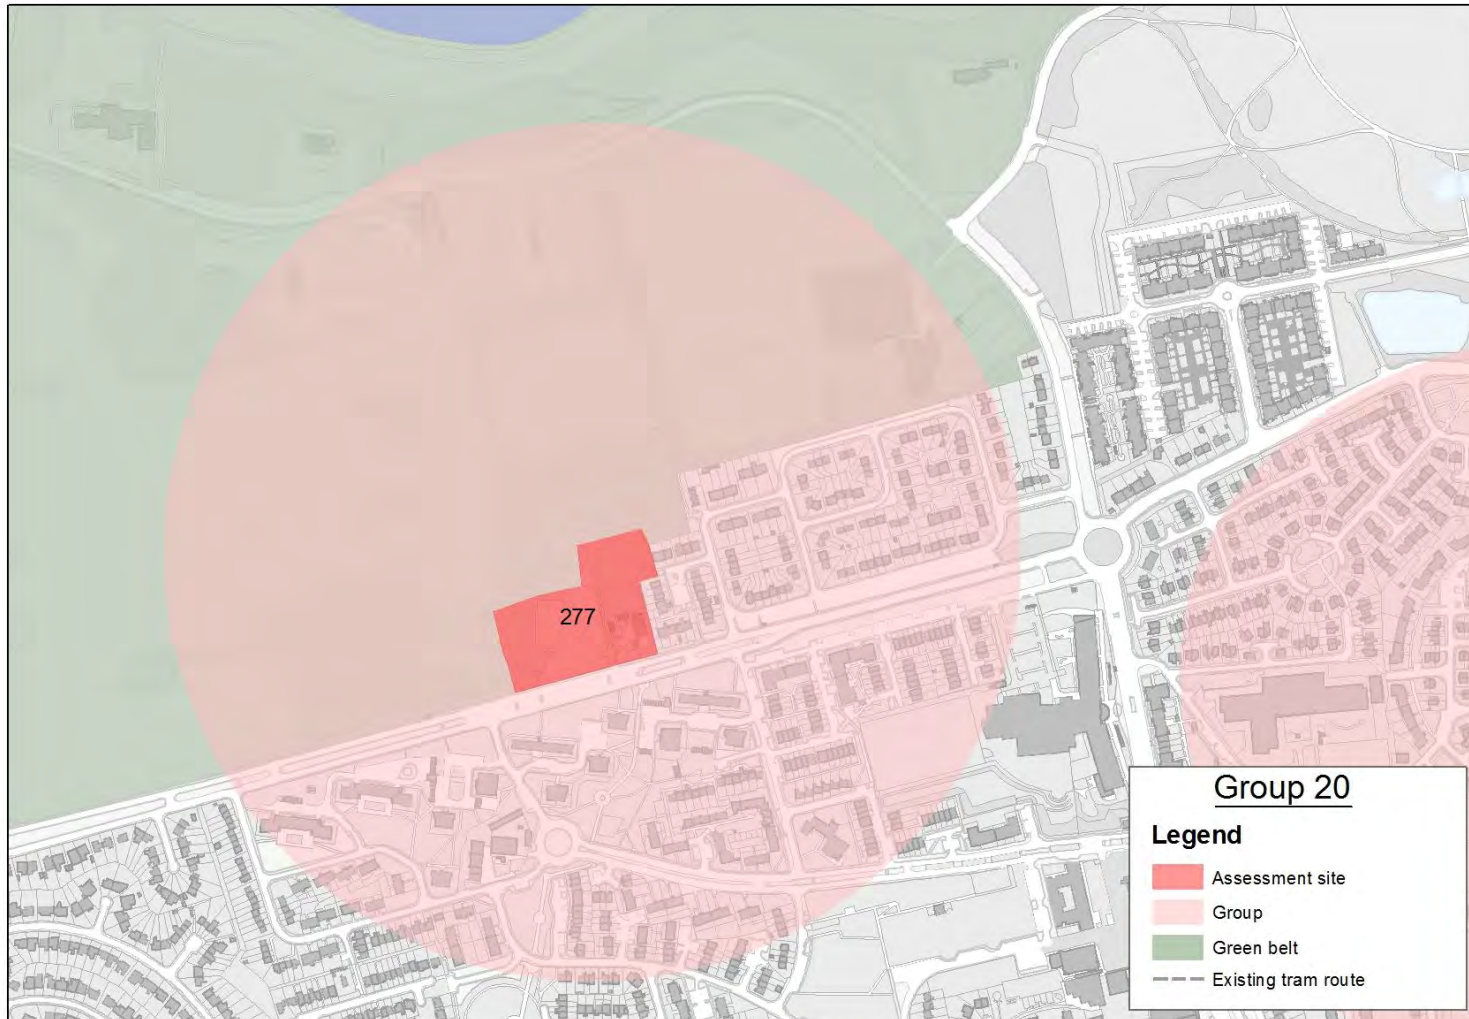 277
Group 20
Legend
Assessment site
Group
Green belt
Existing tram route